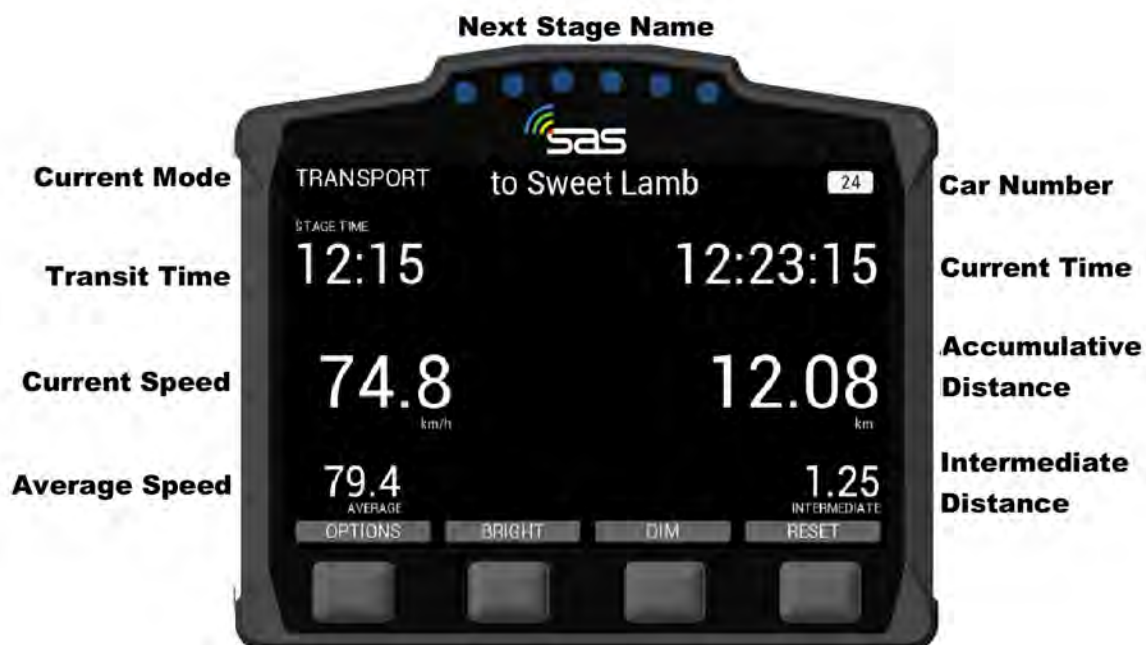 Next Stage Name
sas
Current Mode
TRANSPORT
to Sweet Lamb
24
Car Number
STAGE TIME
Transit Time
12:15
12:23:15
Current Time
Current Speed
74.8
km/h
12.08
km
Accumulative
Distance
Average Speed
79.4
AVERAGE
1.25
INTERMEDIATE
Intermediate
Distance
OPTIONS
BRIGHT
DIM
RESET